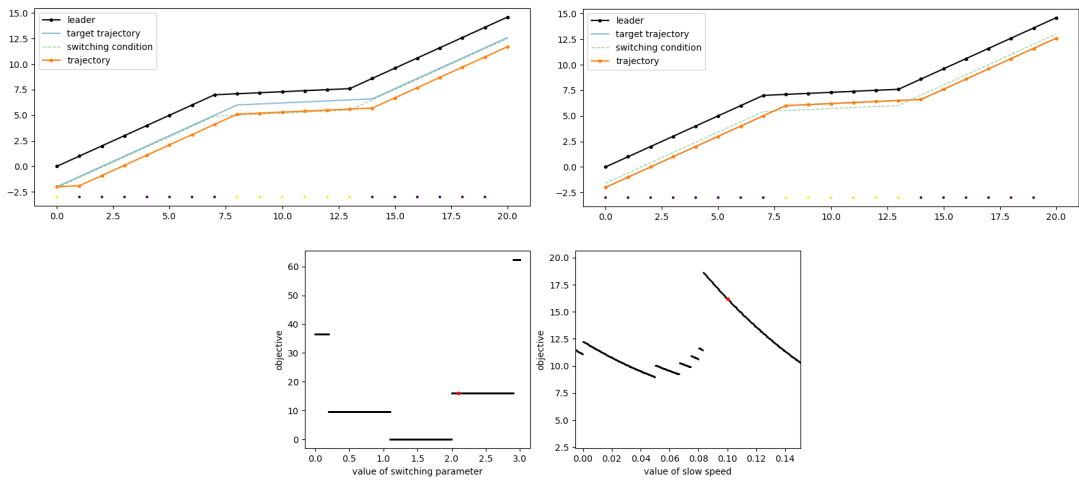 15.0
12.5
10.0
7.5
5.0
2.5
0.0
−2.5
leader
target trajectory
switching condition
trajectory
0.0 2.5 5.0 7.5 10.0 12.5 15.0 17.5 20.0
15.0
12.5
10.0
7.5
5.0
2.5
0.0
−2.5
leader
target trajectory
switching condition
trajectory
0.0 2.5 5.0 7.5 10.0 12.5 15.0 17.5 20.0
objective
60
50
40
30
20
10
0
0.0 0.5 1.0 1.5 2.0 2.5 3.0
value of switching parameter
objective
20.0
17.5
15.0
12.5
10.0
7.5
5.0
2.5
0.00 0.02 0.04 0.06 0.08 0.10 0.12 0.14
value of slow speed